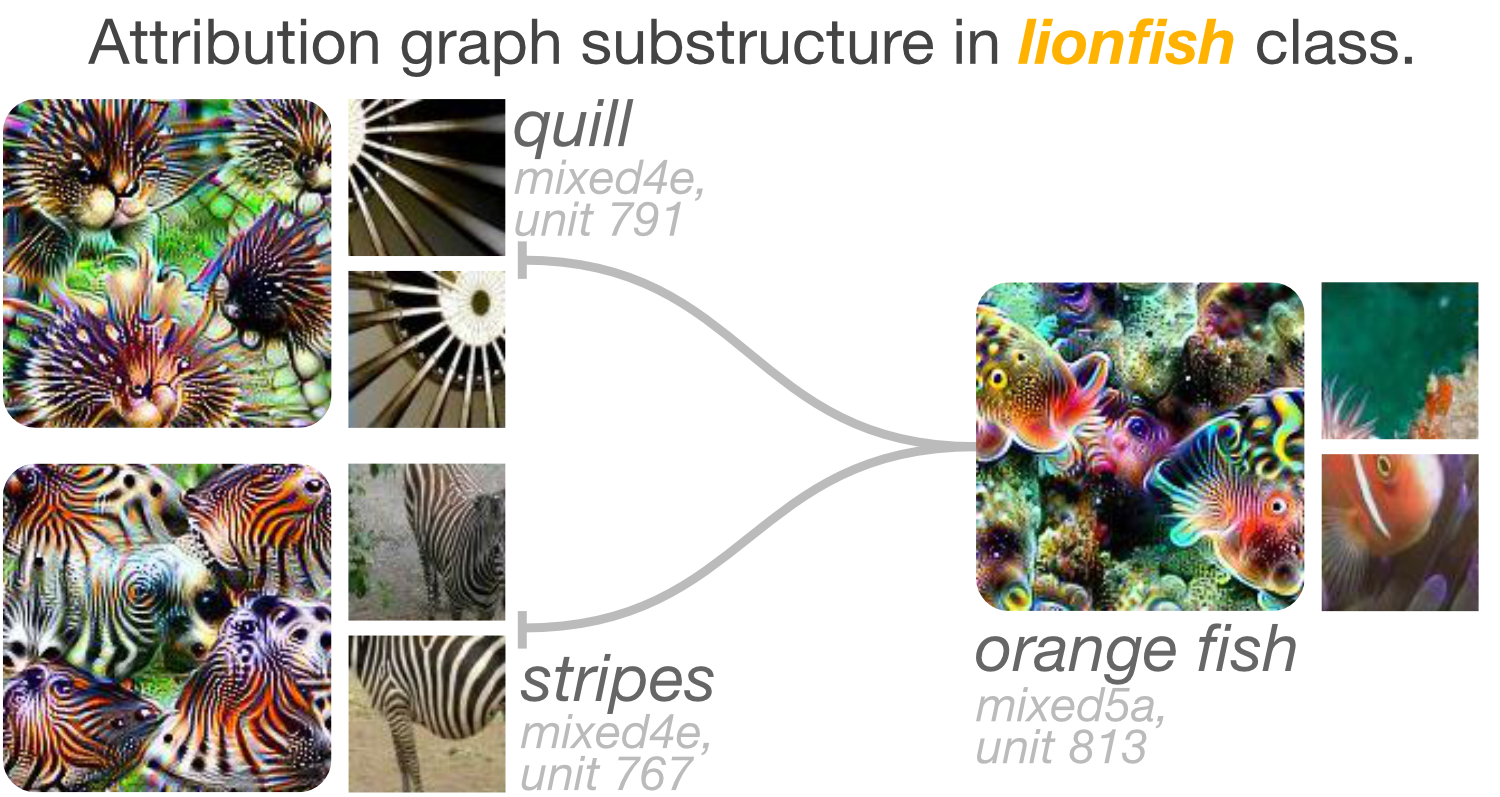 Attribution graph substructure in lionfish class.
quill
mixed4e,
unit 791
stripes
mixed4e,
unit 767
orange fish
mixed5a,
unit 813